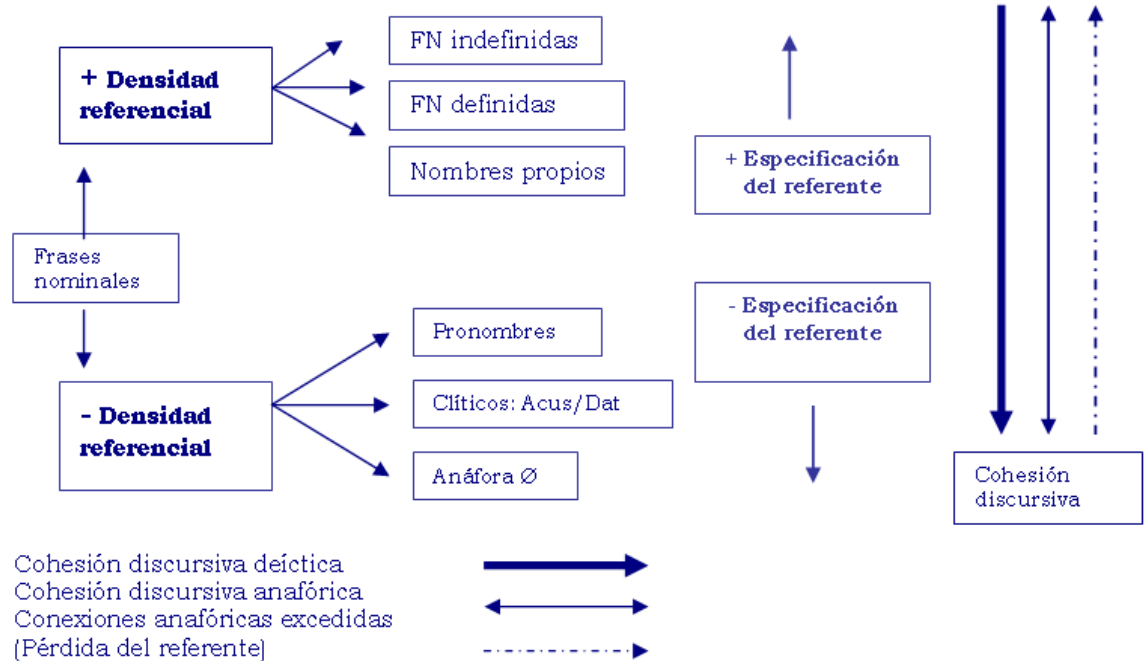 FN indefinidas
+ Densidad
referencial
FN definidas
Nombres propios
+ Especificación
del referente
Frases
nominales
- Especificación
del referente
Pronombres
- Densidad
referencial
Clíticos: Acus/Dat
Anáfora Ø
Cohesión
discursiva
Cohesión discursiva deíctica
Cohesión discursiva anafórica
Conexiones anafóricas excedidas
(Pérdida del referente)